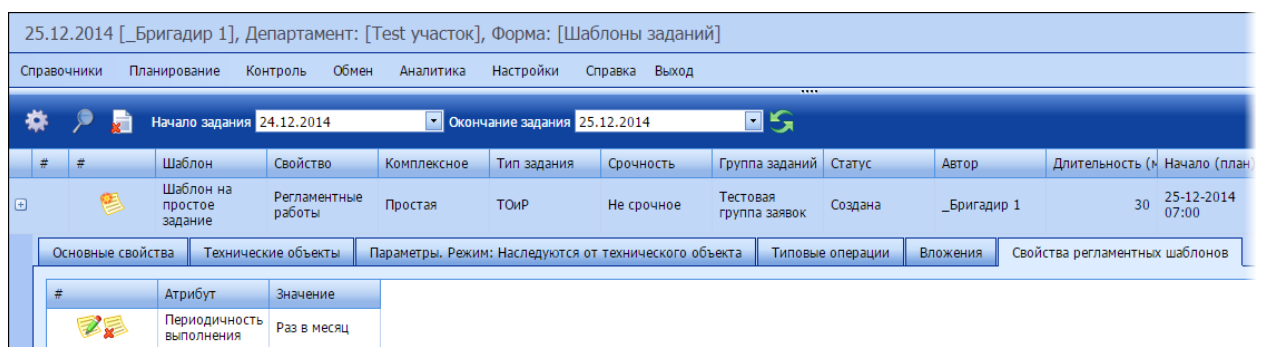 25.12.2014 [_Бригадир 1], Департамент: [Test участок], Форма: [Шаблоны заданий]
Справочники Планирование Контроль Обмен Аналитика Настройки Справка Выход
Начало задания 24.12.2014 Окончание задания 25.12.2014
# # Шаблон Свойство Комплексное Тип задания Срочность Группа заданий Статус Автор Длительность (м Начало (план)
Шаблон на
простое
задание
Регламентные
работы
Простая ТОиР Не срочное
Тестовая
группа заявок
Создана _Бригадир 1 30
25-12-2014
07:00
Основные свойства Технические объекты Параметры. Режим: Наследуются от технического объекта Типовые операции Вложения Свойства регламентных шаблонов
# Атрибут Значение
Периодичность
выполнения
Раз в месяц